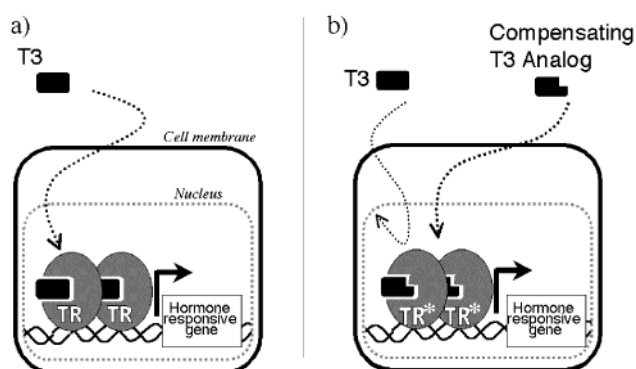 a)
T3
Cell membrane
Nucleus
TR TR
Hormone
responsive
gene
b)
Compensating
T3 Analog
T3
TR* TR*
Hormone
responsive
gene